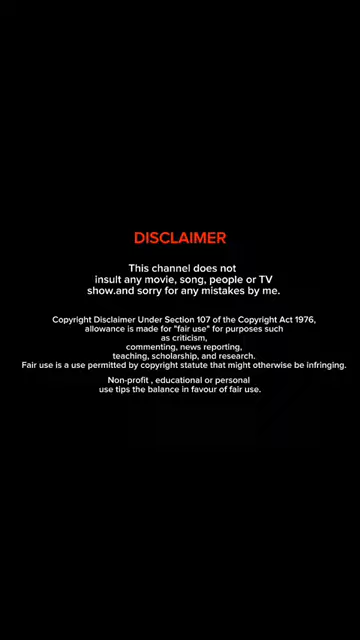 DISCLAIMER
This channel does not
insult any movie, song, people or TV
show.and sorry for any mistakes by me.
Copyright Disclaimer Under Section 107 of the Copyright Act 1976,
allowance is made for "fair use" for purposes such
as criticism,
commenting, news reporting,
teaching, scholarship, and research.
Fair use is a use permitted by copyright statute that might otherwise be infringing.
Non-profit , educational or personal
use tips the balance in favour of fair use.